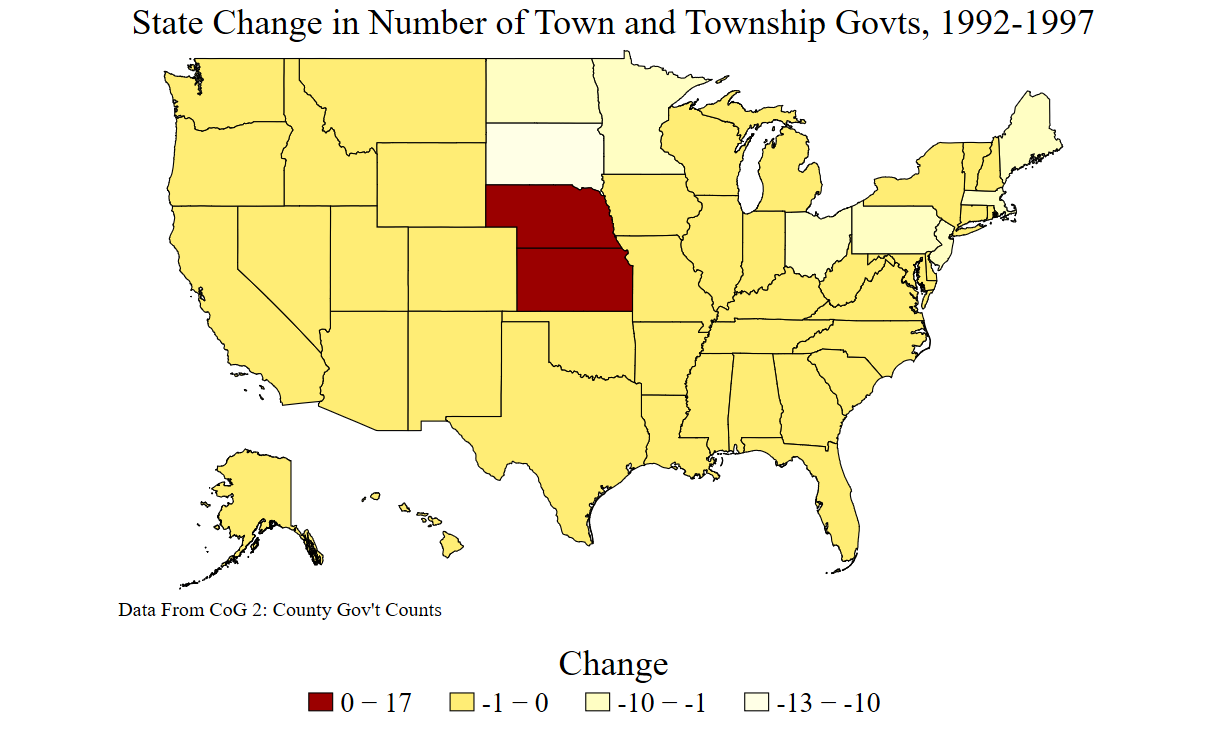 State Change in Number of Town and Township Govts, 1992-1997
Data From CoG 2: County Gov't Counts
Change
0 − 17 -1 − 0 -10 − -1 -13 − -10